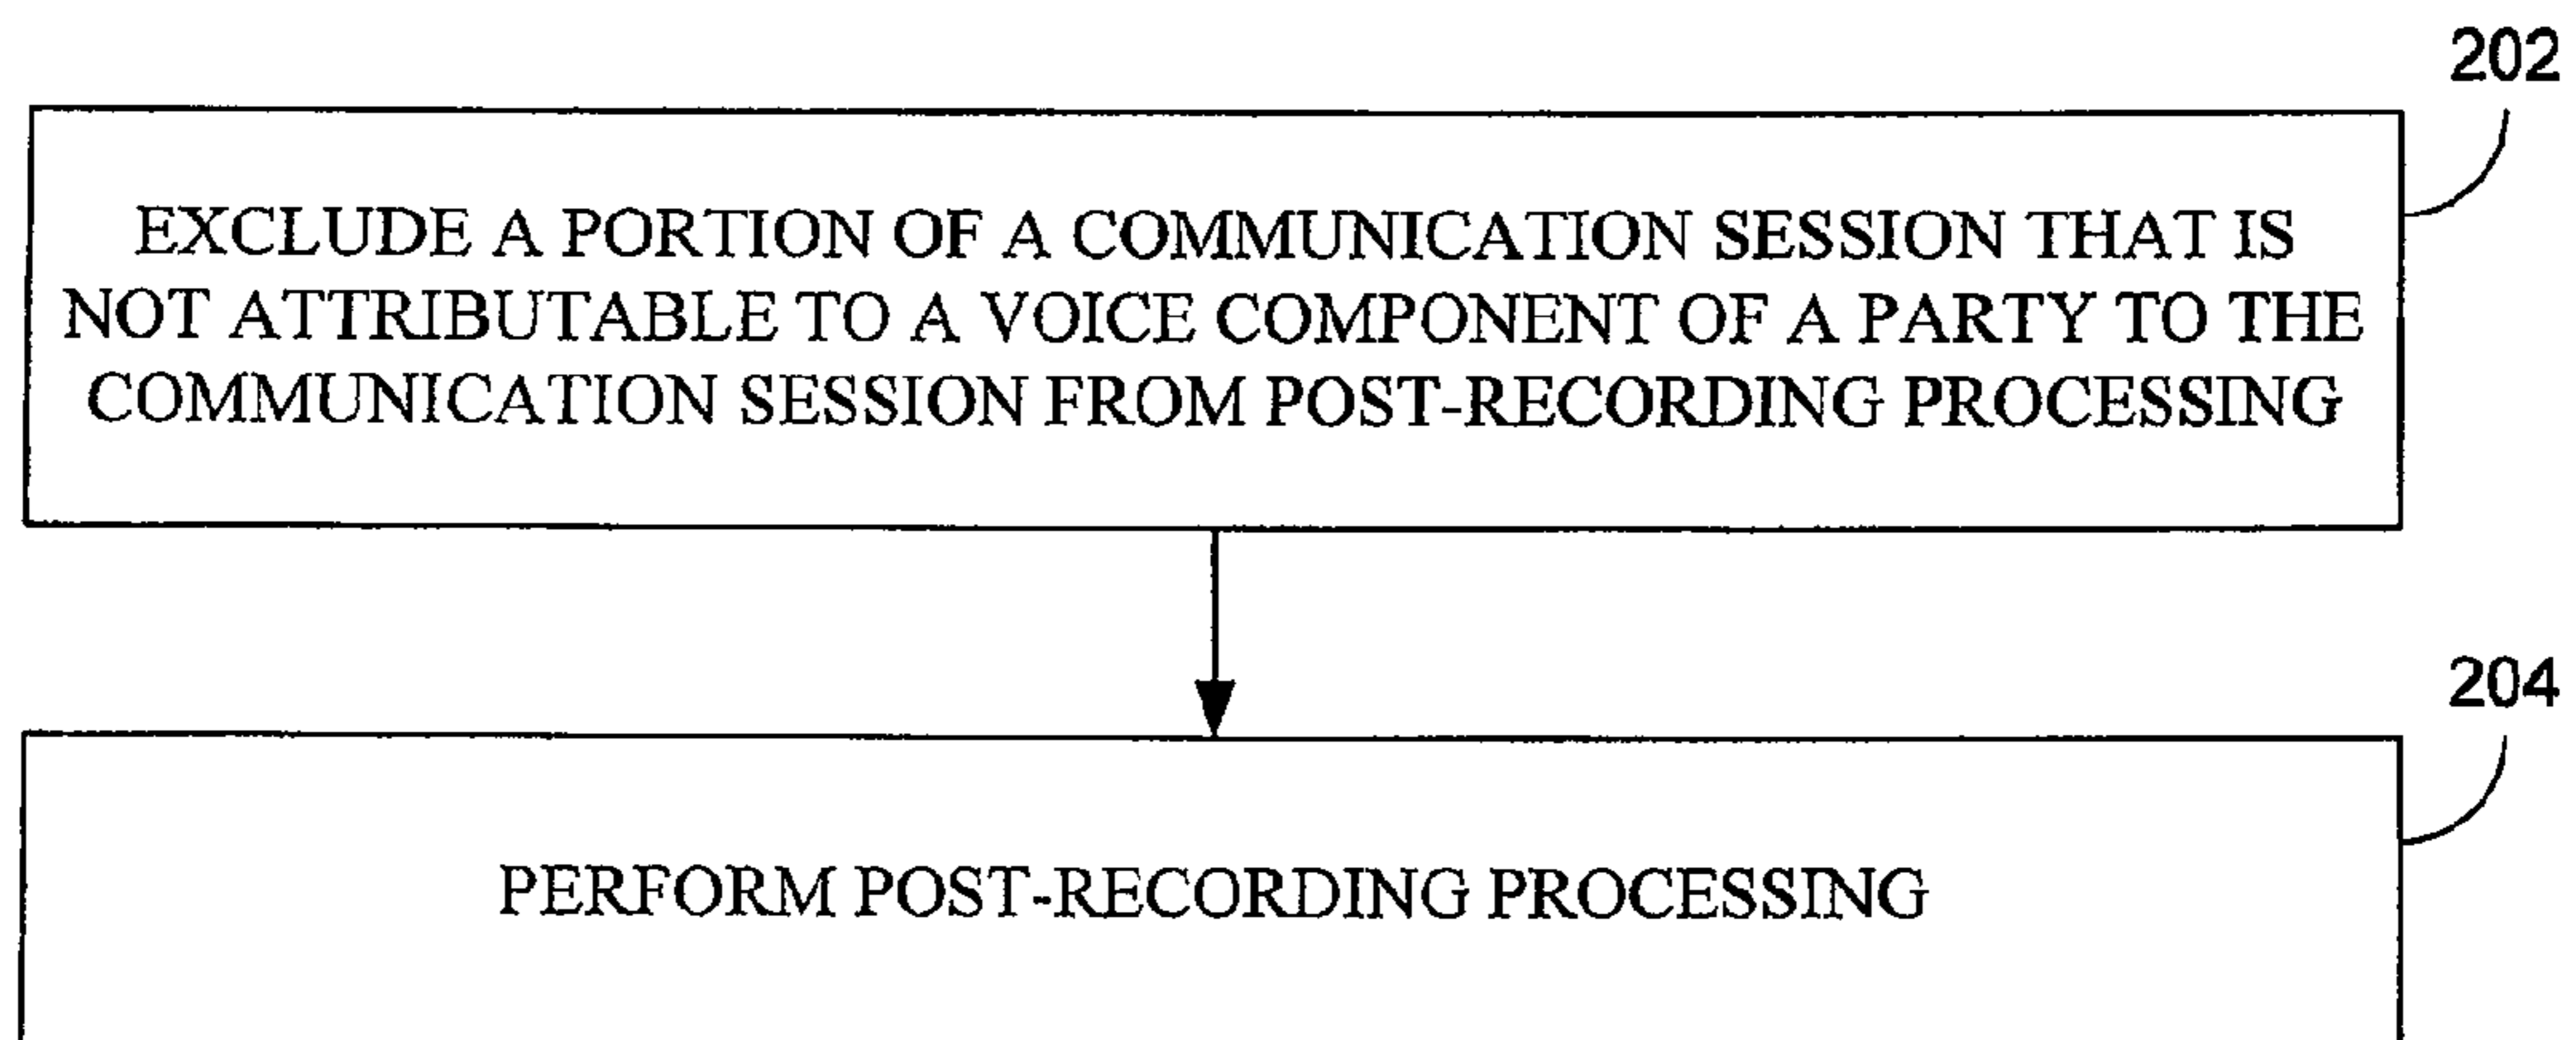 202
EXCLUDE A PORTION OF A COMMUNICATION SESSION THAT IS
NOT ATTRIBUTABLE TO A VOICE COMPONENT OF A PARTY TO THE
COMMUNICATION SESSION FROM POST-RECORDING PROCESSING
204
PERFORM POST-RECORDING PROCESSING